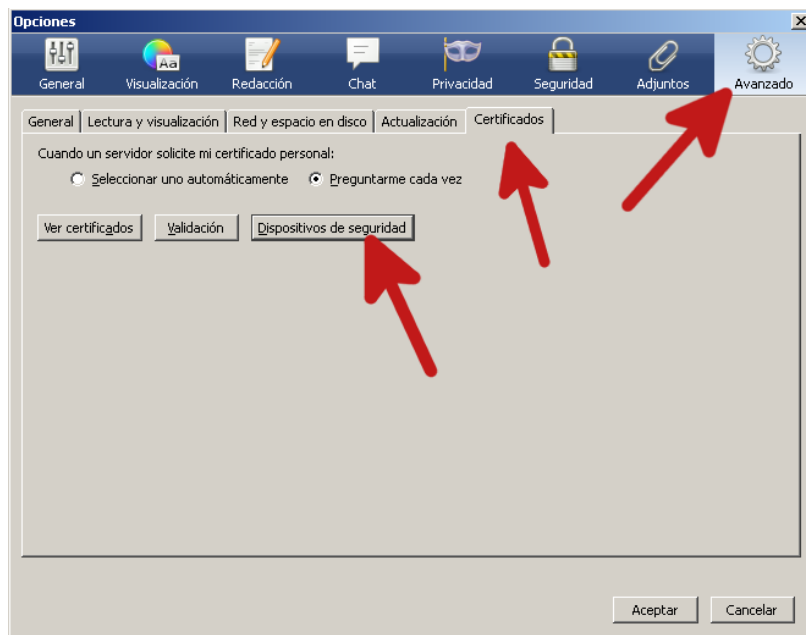 Opciones
Aa
General Visualización Redacción Chat Privacidad Seguridad Adjuntos Avanzado
General Lectura y visualización Red y espacio en disco Actualización Certificados
Cuando un servidor solicite mi certificado personal:
Seleccionar uno automáticamente Preguntarme cada vez
Ver certificados Validación Dispositivos de seguridad
Aceptar Cancelar